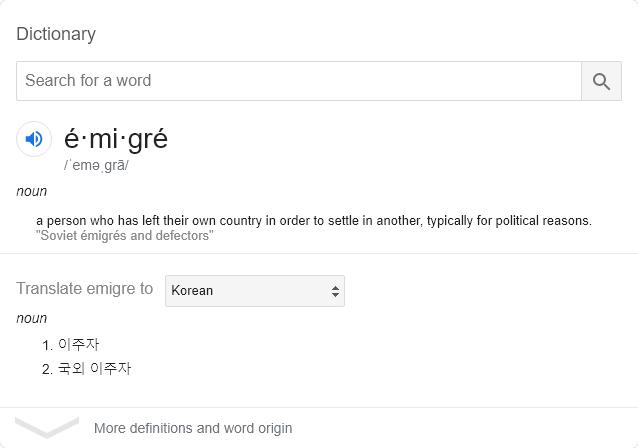 Dictionary
Search for a word
é·mi·gré
/ˈeməˌɡrā/
noun
a person who has left their own country in order to settle in another, typically for political reasons.
"Soviet émigrés and defectors"
Translate emigre to Korean
noun
1. 이주자
2. 국외 이주자
More definitions and word origin